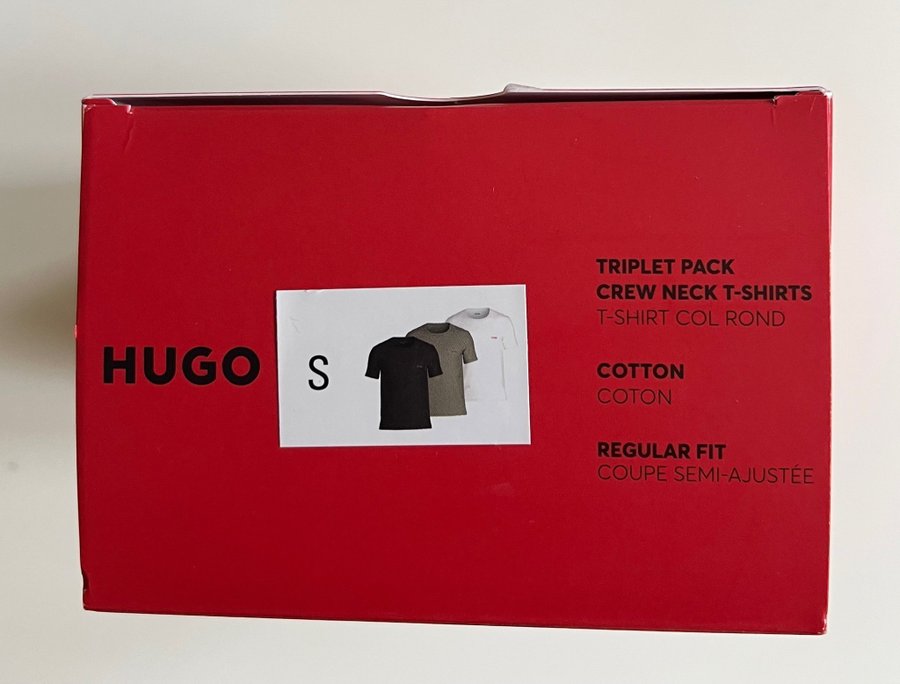 HUGO
S
TRIPLET PACK
CREW NECK T-SHIRTS
T-SHIRT COL ROND
COTTON
COTON
REGULAR FIT
COUPE SEMI-AJUSTÉE